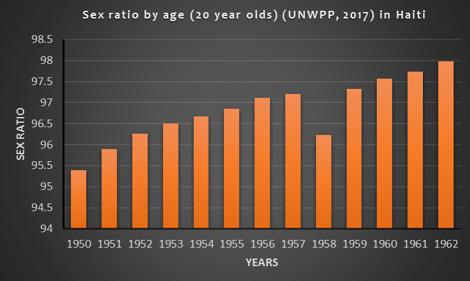 Sex ratio by age (20 year olds) (UNWPP, 2017) in Haiti
98.5
98
97.5
97
96.5
96
95.5
95
94.5
94
SEX RATIO
1950 1951 1952 1953 1954 1955 1956 1957 1958 1959 1960 1961 1962
YEARS